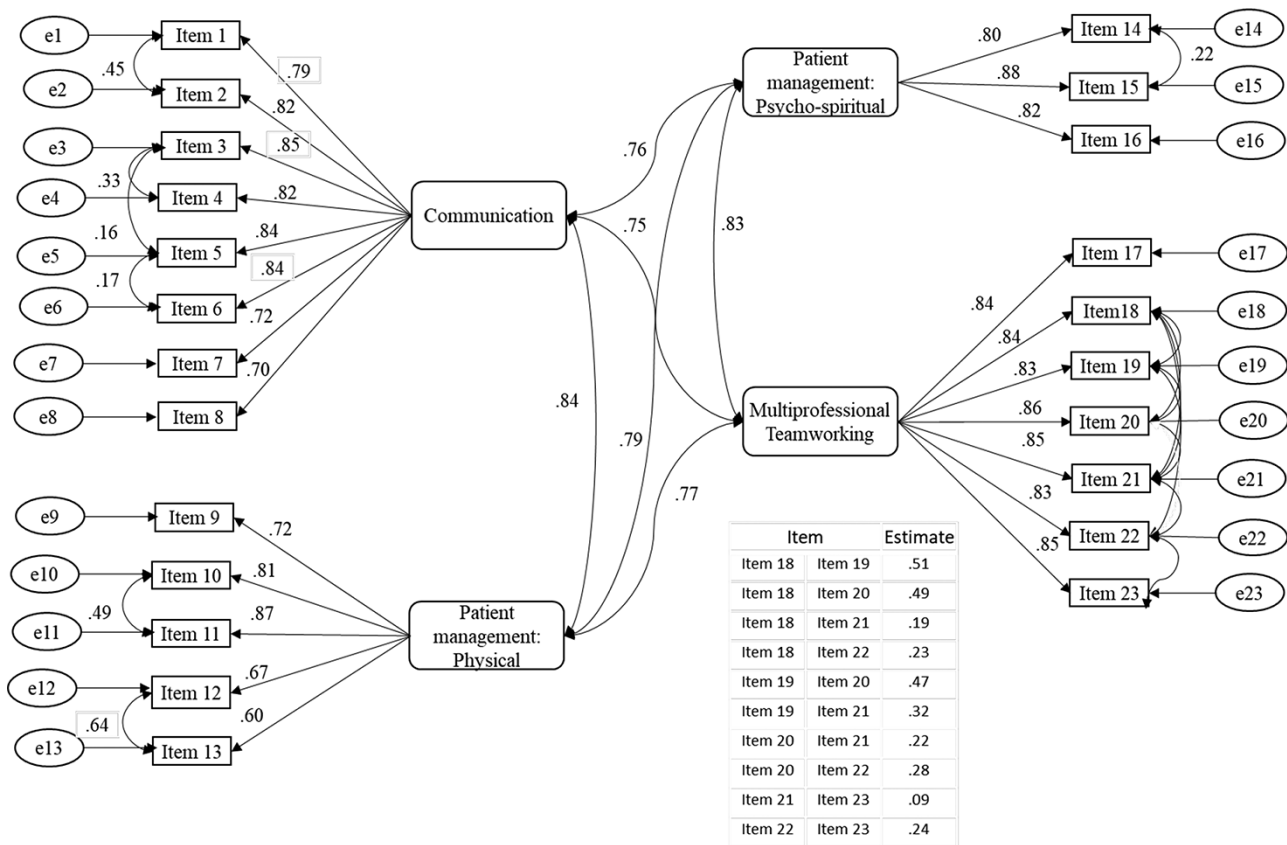 e1
Item 1
.79
.45
e2
Item 2
.82
e3
Item 3
.85
.33
e4
Item 4
.82
.16
e5
Item 5
.84
.17
e6
Item 6
.84
e7
Item 7
.72
e8
Item 8
.70
Communication
e9
Item 9
.72
e10
Item 10
.81
.49
e11
Item 11
.87
e12
Item 12
.67
.64
e13
Item 13
.60
Patient
management:
Physical
.76
.75
.83
.84
.79
.77
Patient
management:
Psycho-spiritual
.80
Item 14
e14
.22
.88
Item 15
e15
.82
Item 16
e16
Multiprofessional
Teamworking
.84
Item 17
e17
.84
Item18
e18
.83
Item 19
e19
.86
Item 20
e20
.85
Item 21
e21
.83
Item 22
e22
.85
Item 23
e23
Item Estimate
Item 18 Item 19 .51
Item 18 Item 20 .49
Item 18 Item 21 .19
Item 18 Item 22 .23
Item 19 Item 20 .47
Item 19 Item 21 .32
Item 20 Item 21 .22
Item 20 Item 22 .28
Item 21 Item 23 .09
Item 22 Item 23 .24